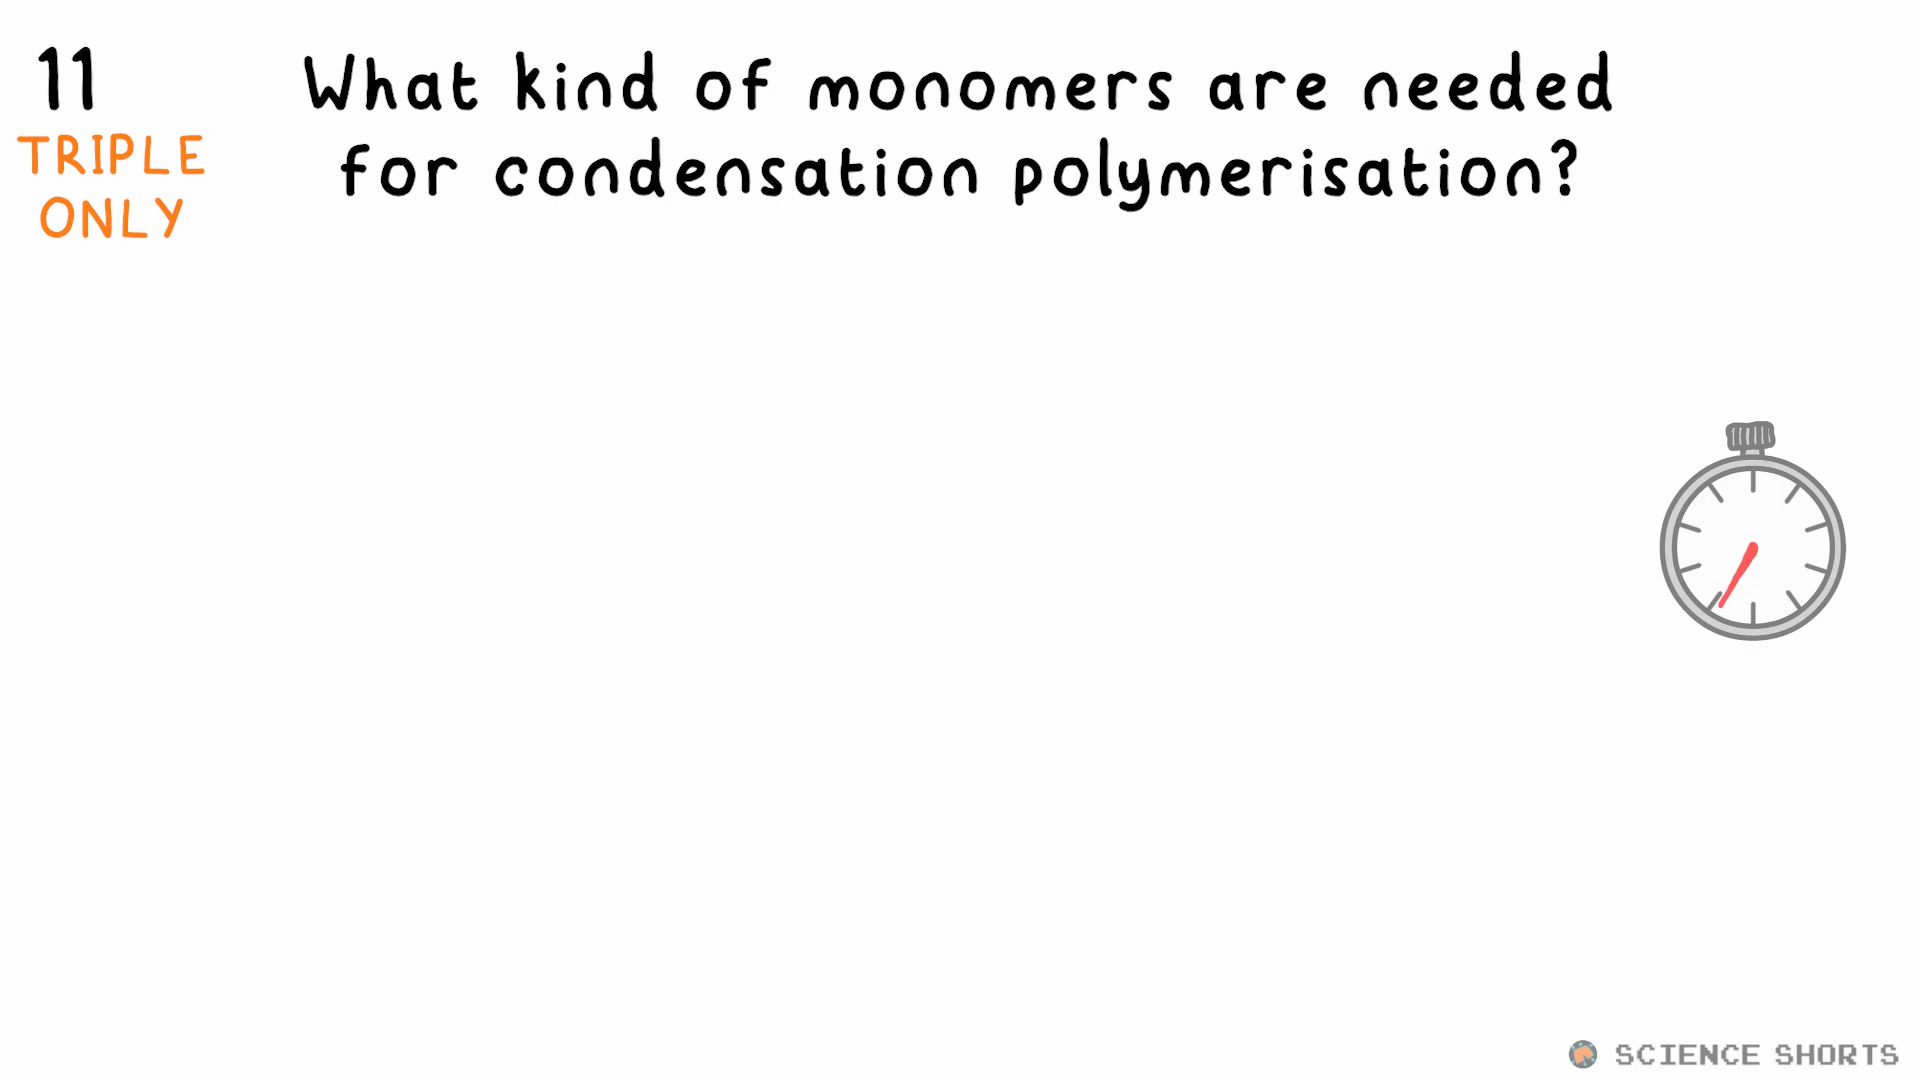 11
TRIPLE
ONLY
What kind of monomers are needed
for condensation polymerisation?
SCIENCE SHORTS